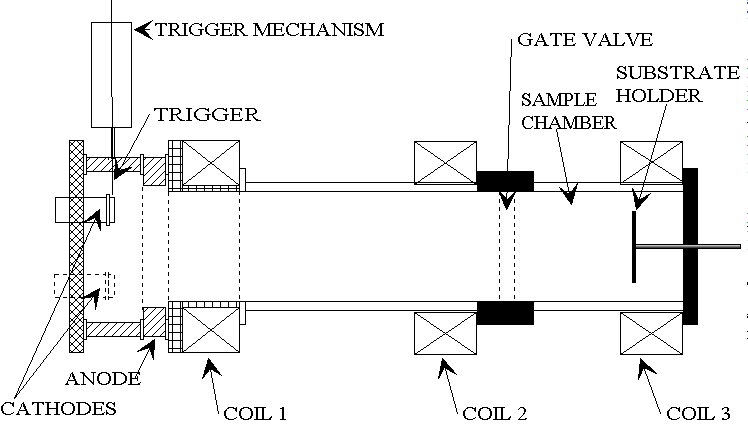 TRIGGER MECHANISM
GATE VALVE
SUBSTRATE
HOLDER
SAMPLE
CHAMBER
TRIGGER
ANODE
CATHODES
COIL 1
COIL 2
COIL 3